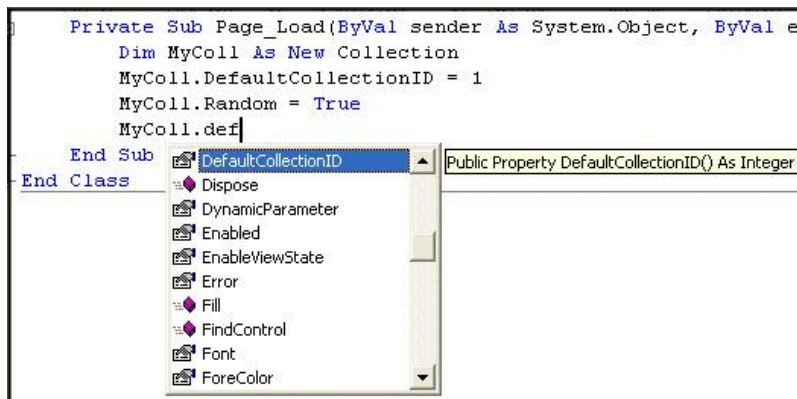 Private Sub Page_Load(ByVal sender As System.Object, ByVal e
Dim MyColl As New Collection
MyColl.DefaultCollectionID = 1
MyColl.Random = True
MyColl.def
End Sub
End Class
DefaultCollectionID
Public Property DefaultCollectionID() As Integer
Dispose
DynamicParameter
Enabled
EnableViewState
Error
Fill
FindControl
Font
ForeColor